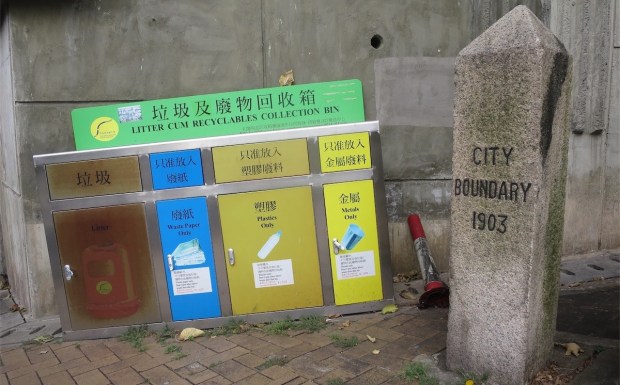 垃圾及廢物回收箱
LITTER CUM RECYCLABLES COLLECTION BIN
垃圾
只准放入
廢紙
只准放入
塑膠廢料
只准放入
金屬廢料
Litter
廢紙
Waste Paper
Only
塑膠
Plastics
Only
金屬
Metals
Only
CITY
BOUNDARY
1903